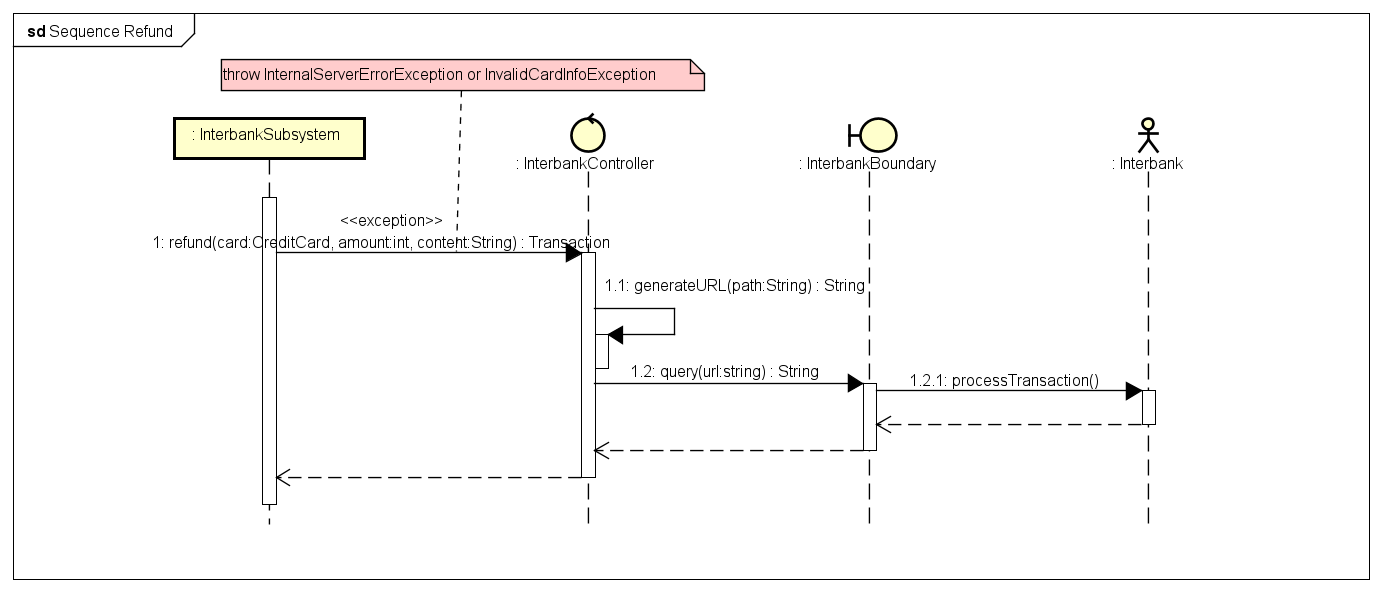 sd Sequence Refund
throw InternalServerErrorException or InvalidCardInfoException
: InterbankSubsystem
: InterbankController
: InterbankBoundary
: Interbank
<<exception>>
1: refund(card:CreditCard, amount:int, content:String) : Transaction
1.1: generateURL(path:String) : String
1.2: query(url:string) : String
1.2.1: processTransaction()